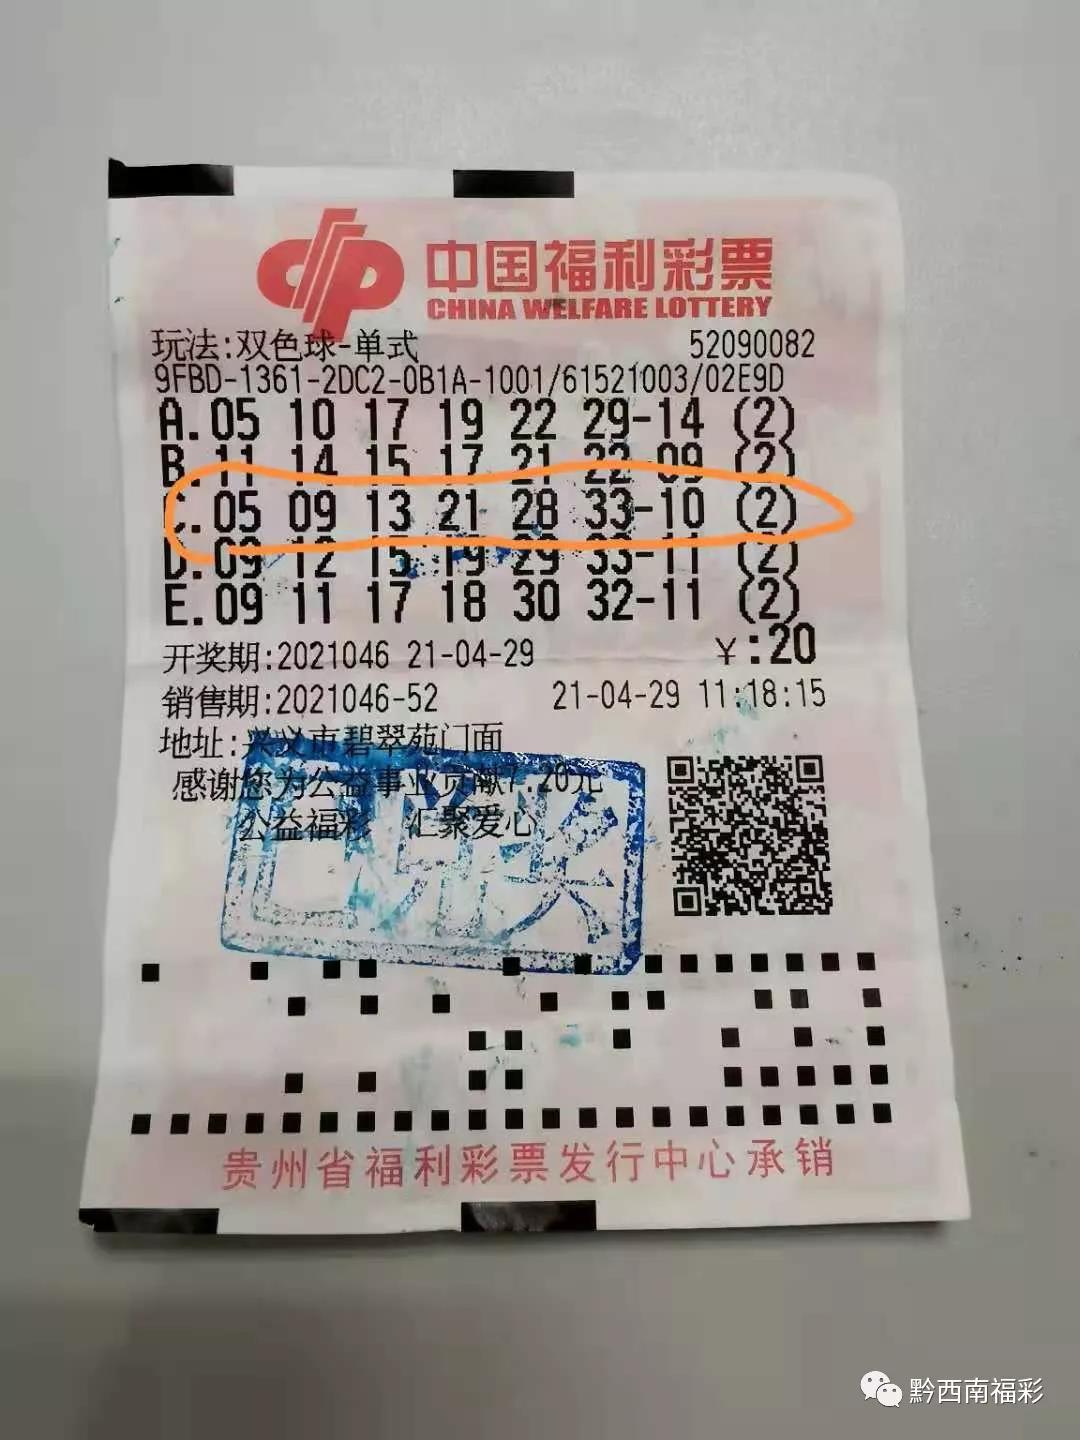 中国福利彩票
CHINA WELFARE LOTTERY
玩法:双色球-单式 52090082
9FBD-1361-2DC2-0B1A-1001/61521003/02E9D
A.05 10 17 19 22 29-14 (2)
B.11 14 15 17 21 22-09 (2)
C.05 09 13 21 28 33-10 (2)
D.09 12 15 19 29 33-11 (2)
E.09 11 17 18 30 32-11 (2)
开奖期:2021046 21-04-29 ¥:20
销售期:2021046-52 21-04-29 11:18:15
地址:兴义市碧翠苑门面
感谢您为公益事业贡献7.20元
公益福彩 汇聚爱心
已兑奖
贵州省福利彩票发行中心承销
黔西南福彩